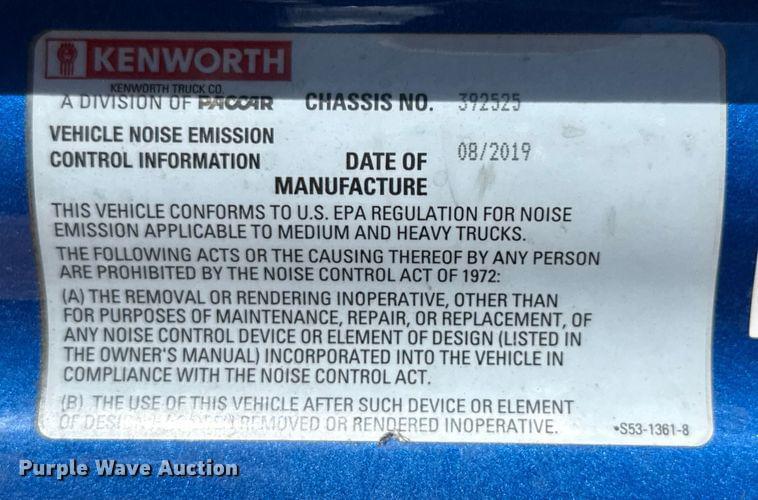 KENWORTH
KENWORTH TRUCK CO.
A DIVISION OF PACCAR CHASSIS NO. 392525
VEHICLE NOISE EMISSION
CONTROL INFORMATION DATE OF 08/2019
MANUFACTURE
THIS VEHICLE CONFORMS TO U.S. EPA REGULATION FOR NOISE
EMISSION APPLICABLE TO MEDIUM AND HEAVY TRUCKS.
THE FOLLOWING ACTS OR THE CAUSING THEREOF BY ANY PERSON
ARE PROHIBITED BY THE NOISE CONTROL ACT OF 1972:
(A) THE REMOVAL OR RENDERING INOPERATIVE, OTHER THAN
FOR PURPOSES OF MAINTENANCE, REPAIR, OR REPLACEMENT, OF
ANY NOISE CONTROL DEVICE OR ELEMENT OF DESIGN (LISTED IN
THE OWNER'S MANUAL) INCORPORATED INTO THE VEHICLE IN
COMPLIANCE WITH THE NOISE CONTROL ACT.
(B) THE USE OF THIS VEHICLE AFTER SUCH DEVICE OR ELEMENT
OF DESIGN HAS BEEN REMOVED OR RENDERED INOPERATIVE. •S53-1361-8
Purple Wave Auction